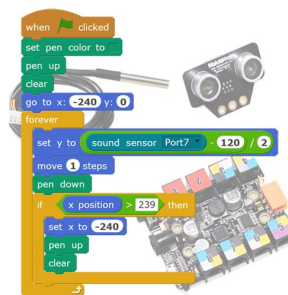 when clicked
set pen color to
pen up
clear
go to x: -240 y: 0
forever
set y to sound sensor Port7 - 120 / 2
move 1 steps
pen down
if x position > 239 then
set x to -240
pen up
clear